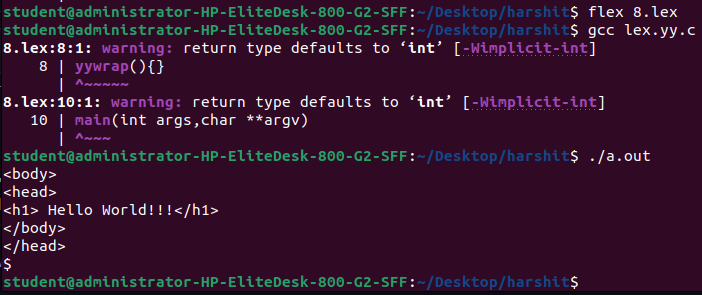 student@administrator-HP-EliteDesk-800-G2-SFF:~/Desktop/harshit$ flex 8.lex
student@administrator-HP-EliteDesk-800-G2-SFF:~/Desktop/harshit$ gcc lex.yy.c
8.lex:8:1: warning: return type defaults to ‘int’ [-Wimplicit-int]
    8 | yywrap(){}
      | ^~~~~~
8.lex:10:1: warning: return type defaults to ‘int’ [-Wimplicit-int]
   10 | main(int args,char **argv)
      | ^~~~
student@administrator-HP-EliteDesk-800-G2-SFF:~/Desktop/harshit$ ./a.out
<body>
<head>
<h1> Hello World!!!</h1>
</body>
</head>
$
student@administrator-HP-EliteDesk-800-G2-SFF:~/Desktop/harshit$